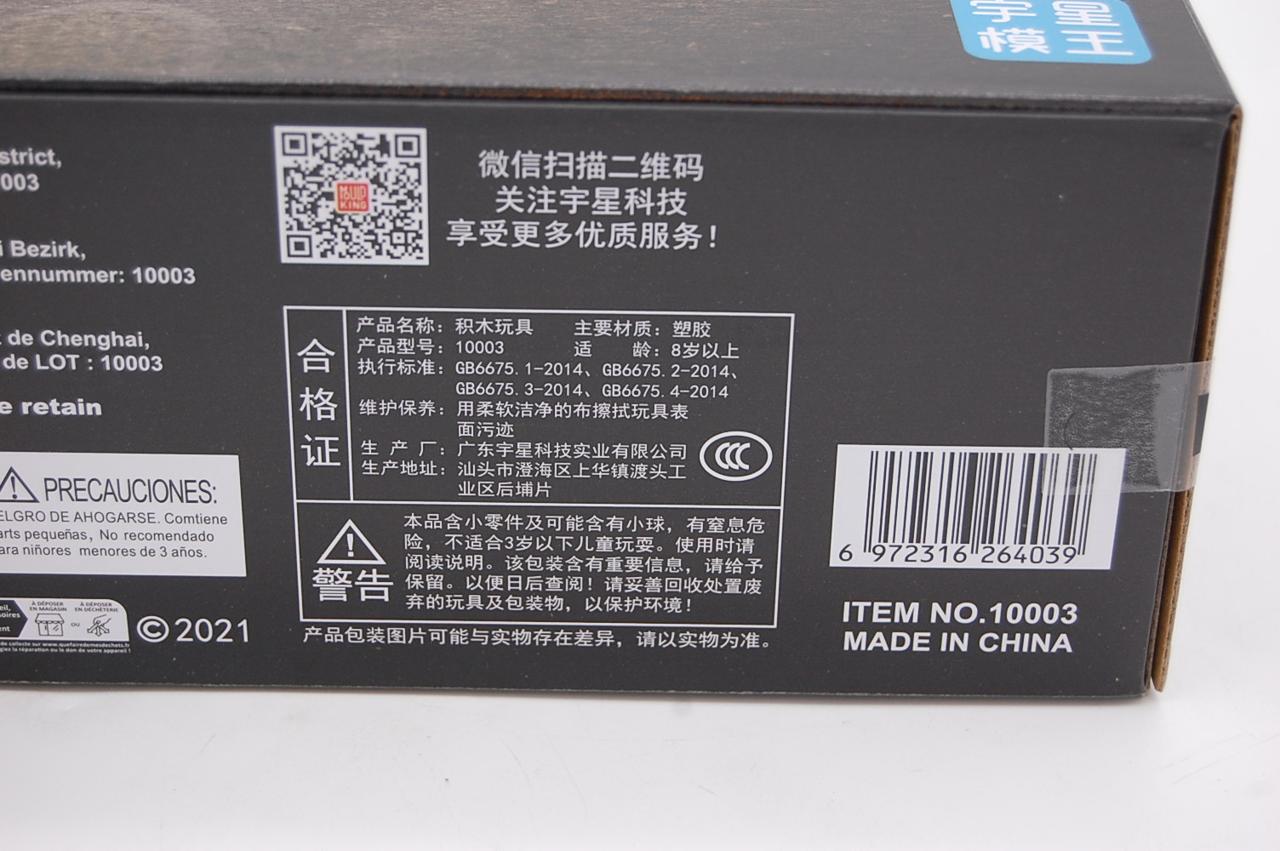 宇星
模王
strict,
003
i Bezirk,
ennummer: 10003
de Chenghai,
de LOT : 10003
e retain
PRECAUCIONES:
ELGRO DE AHOGARSE. Comtiene
arts pequeñas, No recomendado
ara niñores menores de 3 años.
À DÉPOSER EN MAGASIN
OU
À DÉPOSER EN DÉCHÈTERIE
©2021
MOULD
KING
微信扫描二维码
关注宇星科技
享受更多优质服务！
合格证
产品名称：积木玩具 主要材质：塑胶
产品型号：10003 适 龄：8岁以上
执行标准：GB6675.1-2014、GB6675.2-2014、
GB6675.3-2014、GB6675.4-2014
维护保养：用柔软洁净的布擦拭玩具表
面污迹
生 产 厂：广东宇星科技实业有限公司
生产地址：汕头市澄海区上华镇渡头工
业区后埔片
CCC
警告
本品含小零件及可能含有小球，有窒息危
险，不适合3岁以下儿童玩耍。使用时请
阅读说明。该包装含有重要信息，请给予
保留。以便日后查阅！请妥善回收处置废
弃的玩具及包装物，以保护环境！
产品包装图片可能与实物存在差异，请以实物为准。
6 972316 264039
ITEM NO.10003
MADE IN CHINA